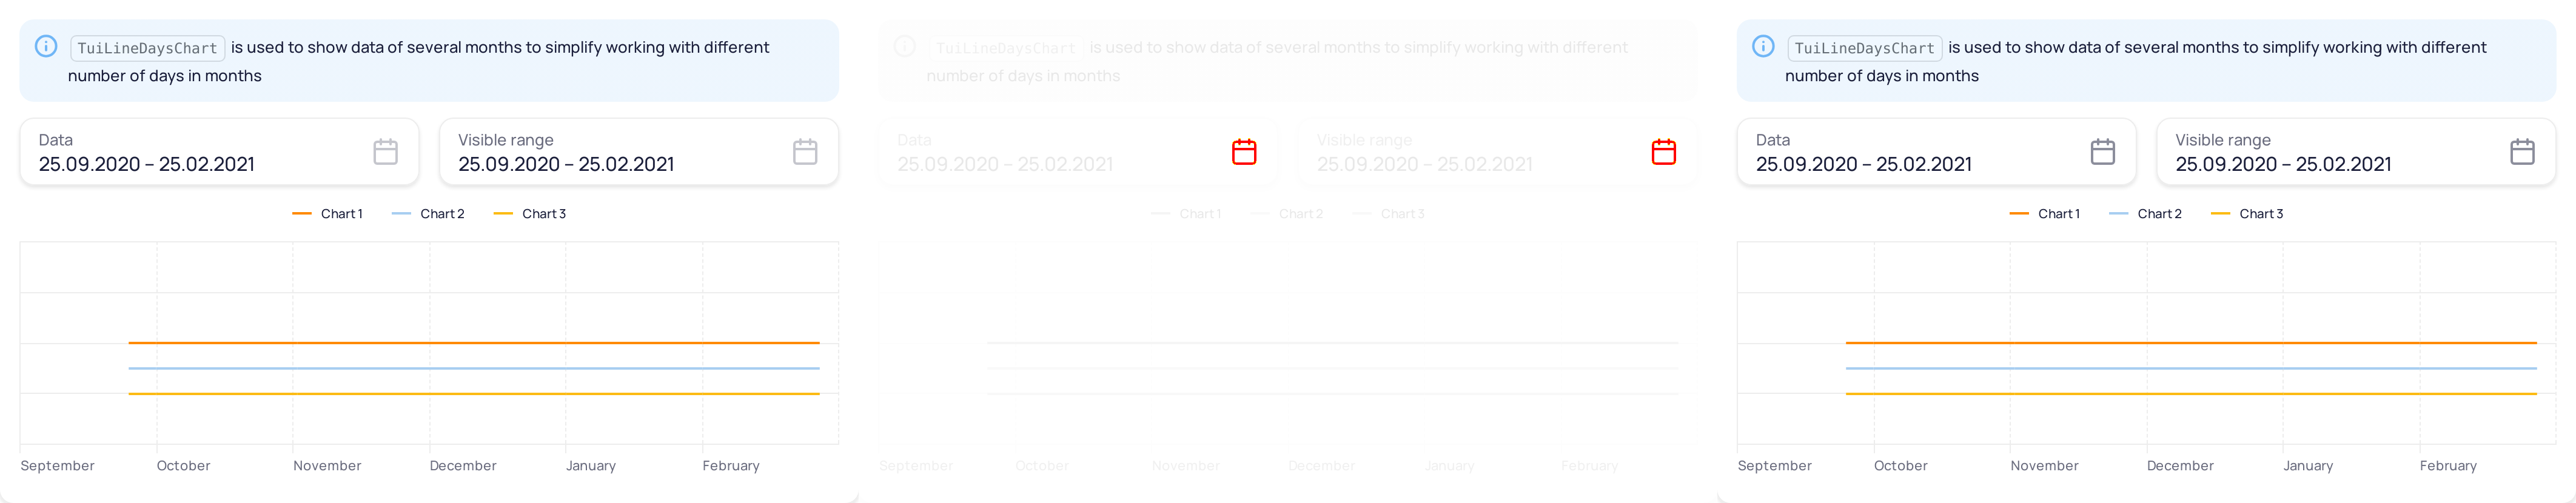 TuiLineDaysChart is used to show data of several months to simplify working with different
number of days in months
Data
25.09.2020 – 25.02.2021
Visible range
25.09.2020 – 25.02.2021
Chart 1
Chart 2
Chart 3
September
October
November
December
January
February
TuiLineDaysChart is used to show data of several months to simplify working with different
number of days in months
Data
25.09.2020 – 25.02.2021
Visible range
25.09.2020 – 25.02.2021
Chart 1
Chart 2
Chart 3
September
October
November
December
January
February
TuiLineDaysChart is used to show data of several months to simplify working with different
number of days in months
Data
25.09.2020 – 25.02.2021
Visible range
25.09.2020 – 25.02.2021
Chart 1
Chart 2
Chart 3
September
October
November
December
January
February